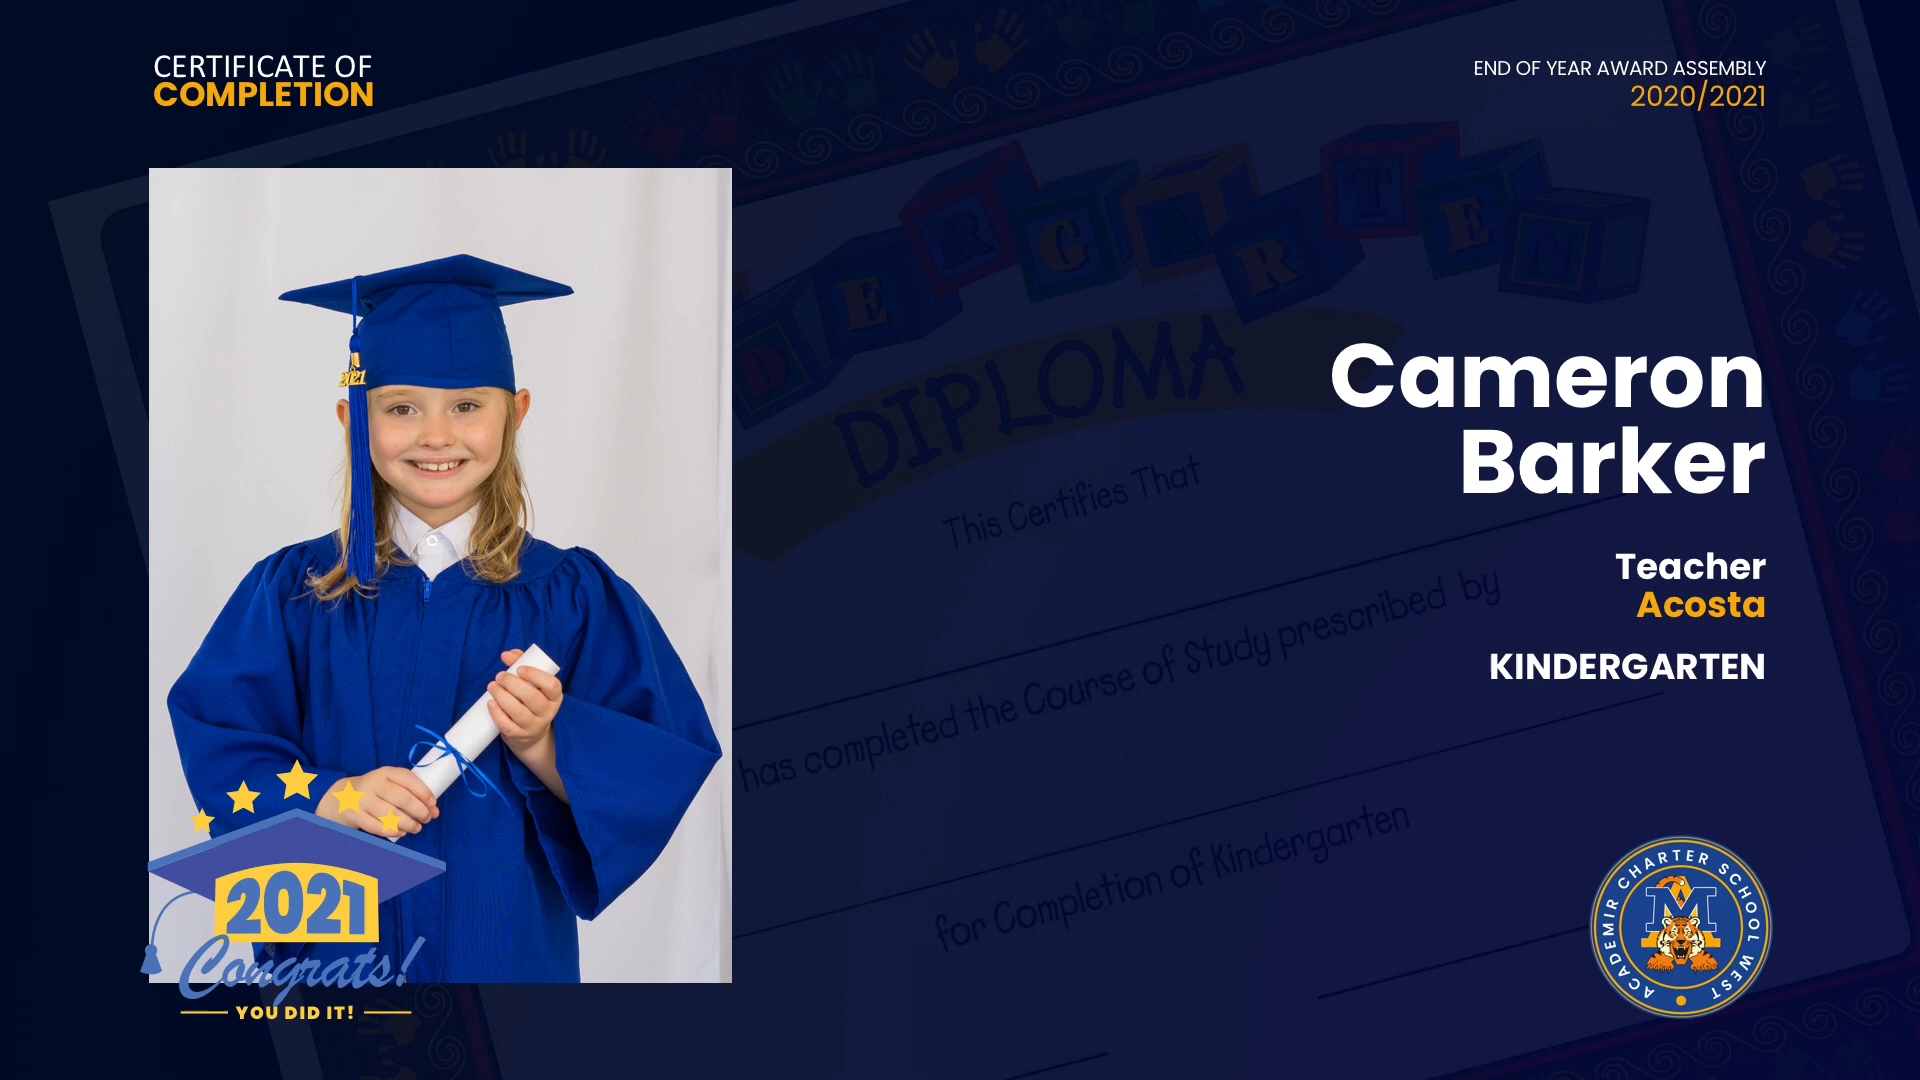 CERTIFICATE OF
COMPLETION
END OF YEAR AWARD ASSEMBLY
2020/2021
DERGARTEN
DIPLOMA
This Certifies That
has completed the Course of Study prescribed by
for Completion of Kindergarten
Cameron
Barker
Teacher
Acosta
KINDERGARTEN
2021
2021
Congrats!
YOU DID IT!
ACADEMIR CHARTER SCHOOL WEST
M